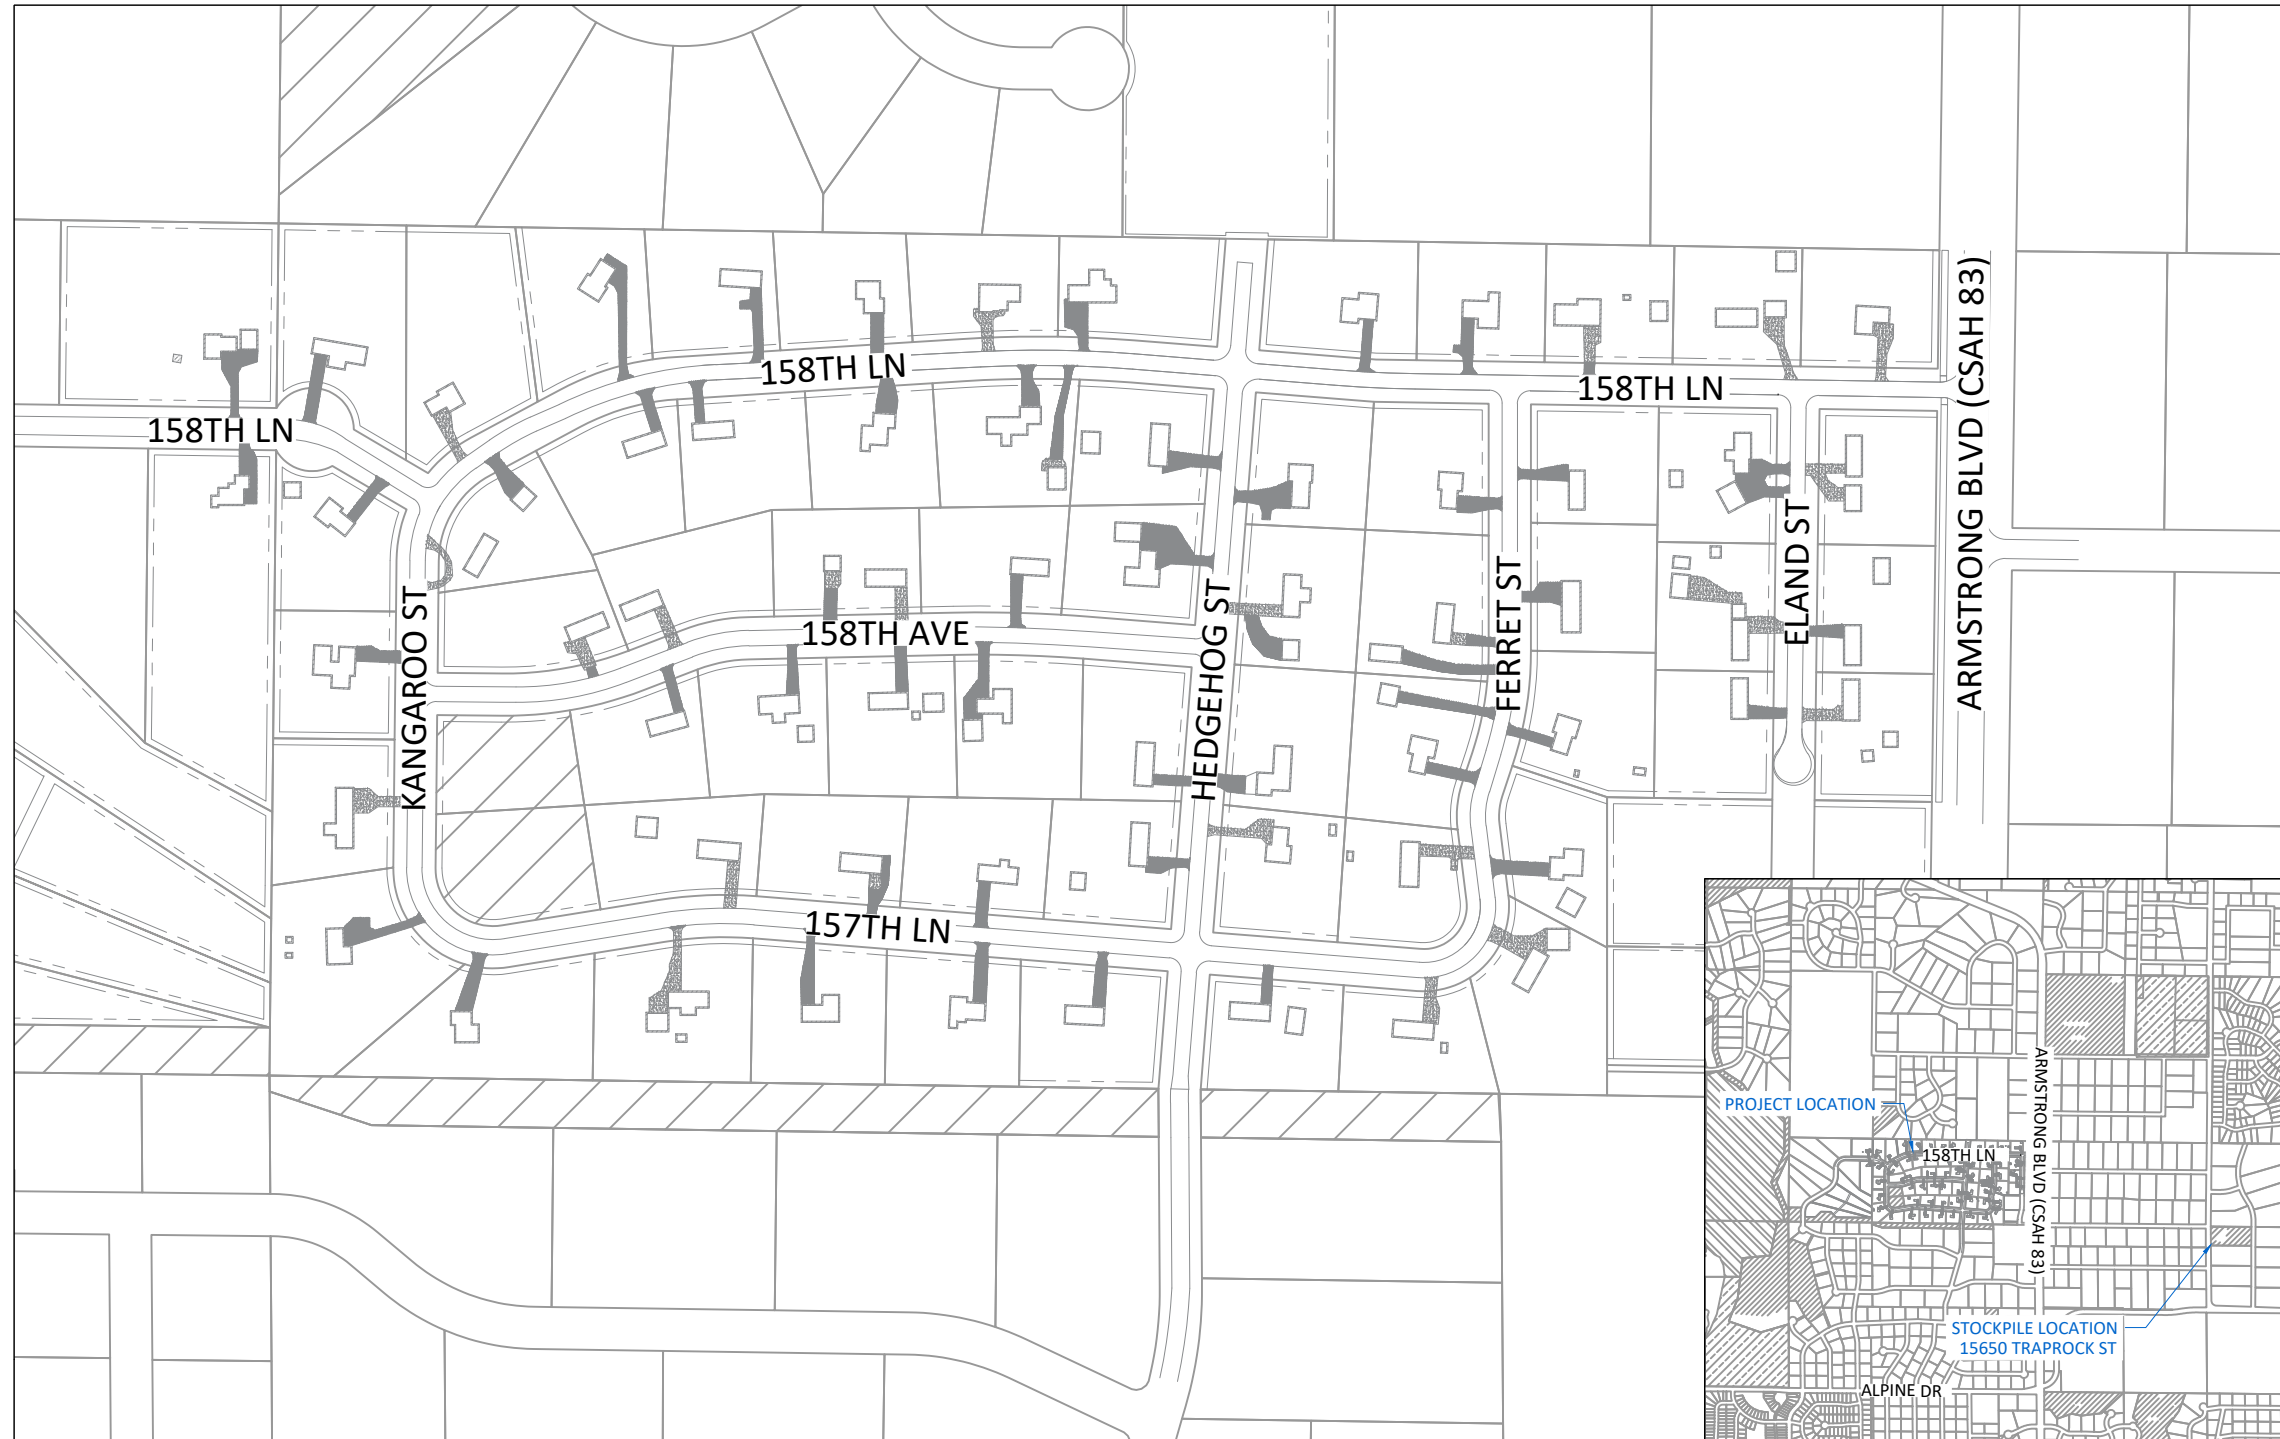 158TH LN
158TH LN
158TH LN
158TH AVE
157TH LN
KANGAROO ST
HEDGEHOG ST
FERRET ST
ELAND ST
ARMSTRONG BLVD (CSAH 83)
PROJECT LOCATION
158TH LN
ARMSTRONG BLVD (CSAH 83)
STOCKPILE LOCATION
15650 TRAPROCK ST
ALPINE DR